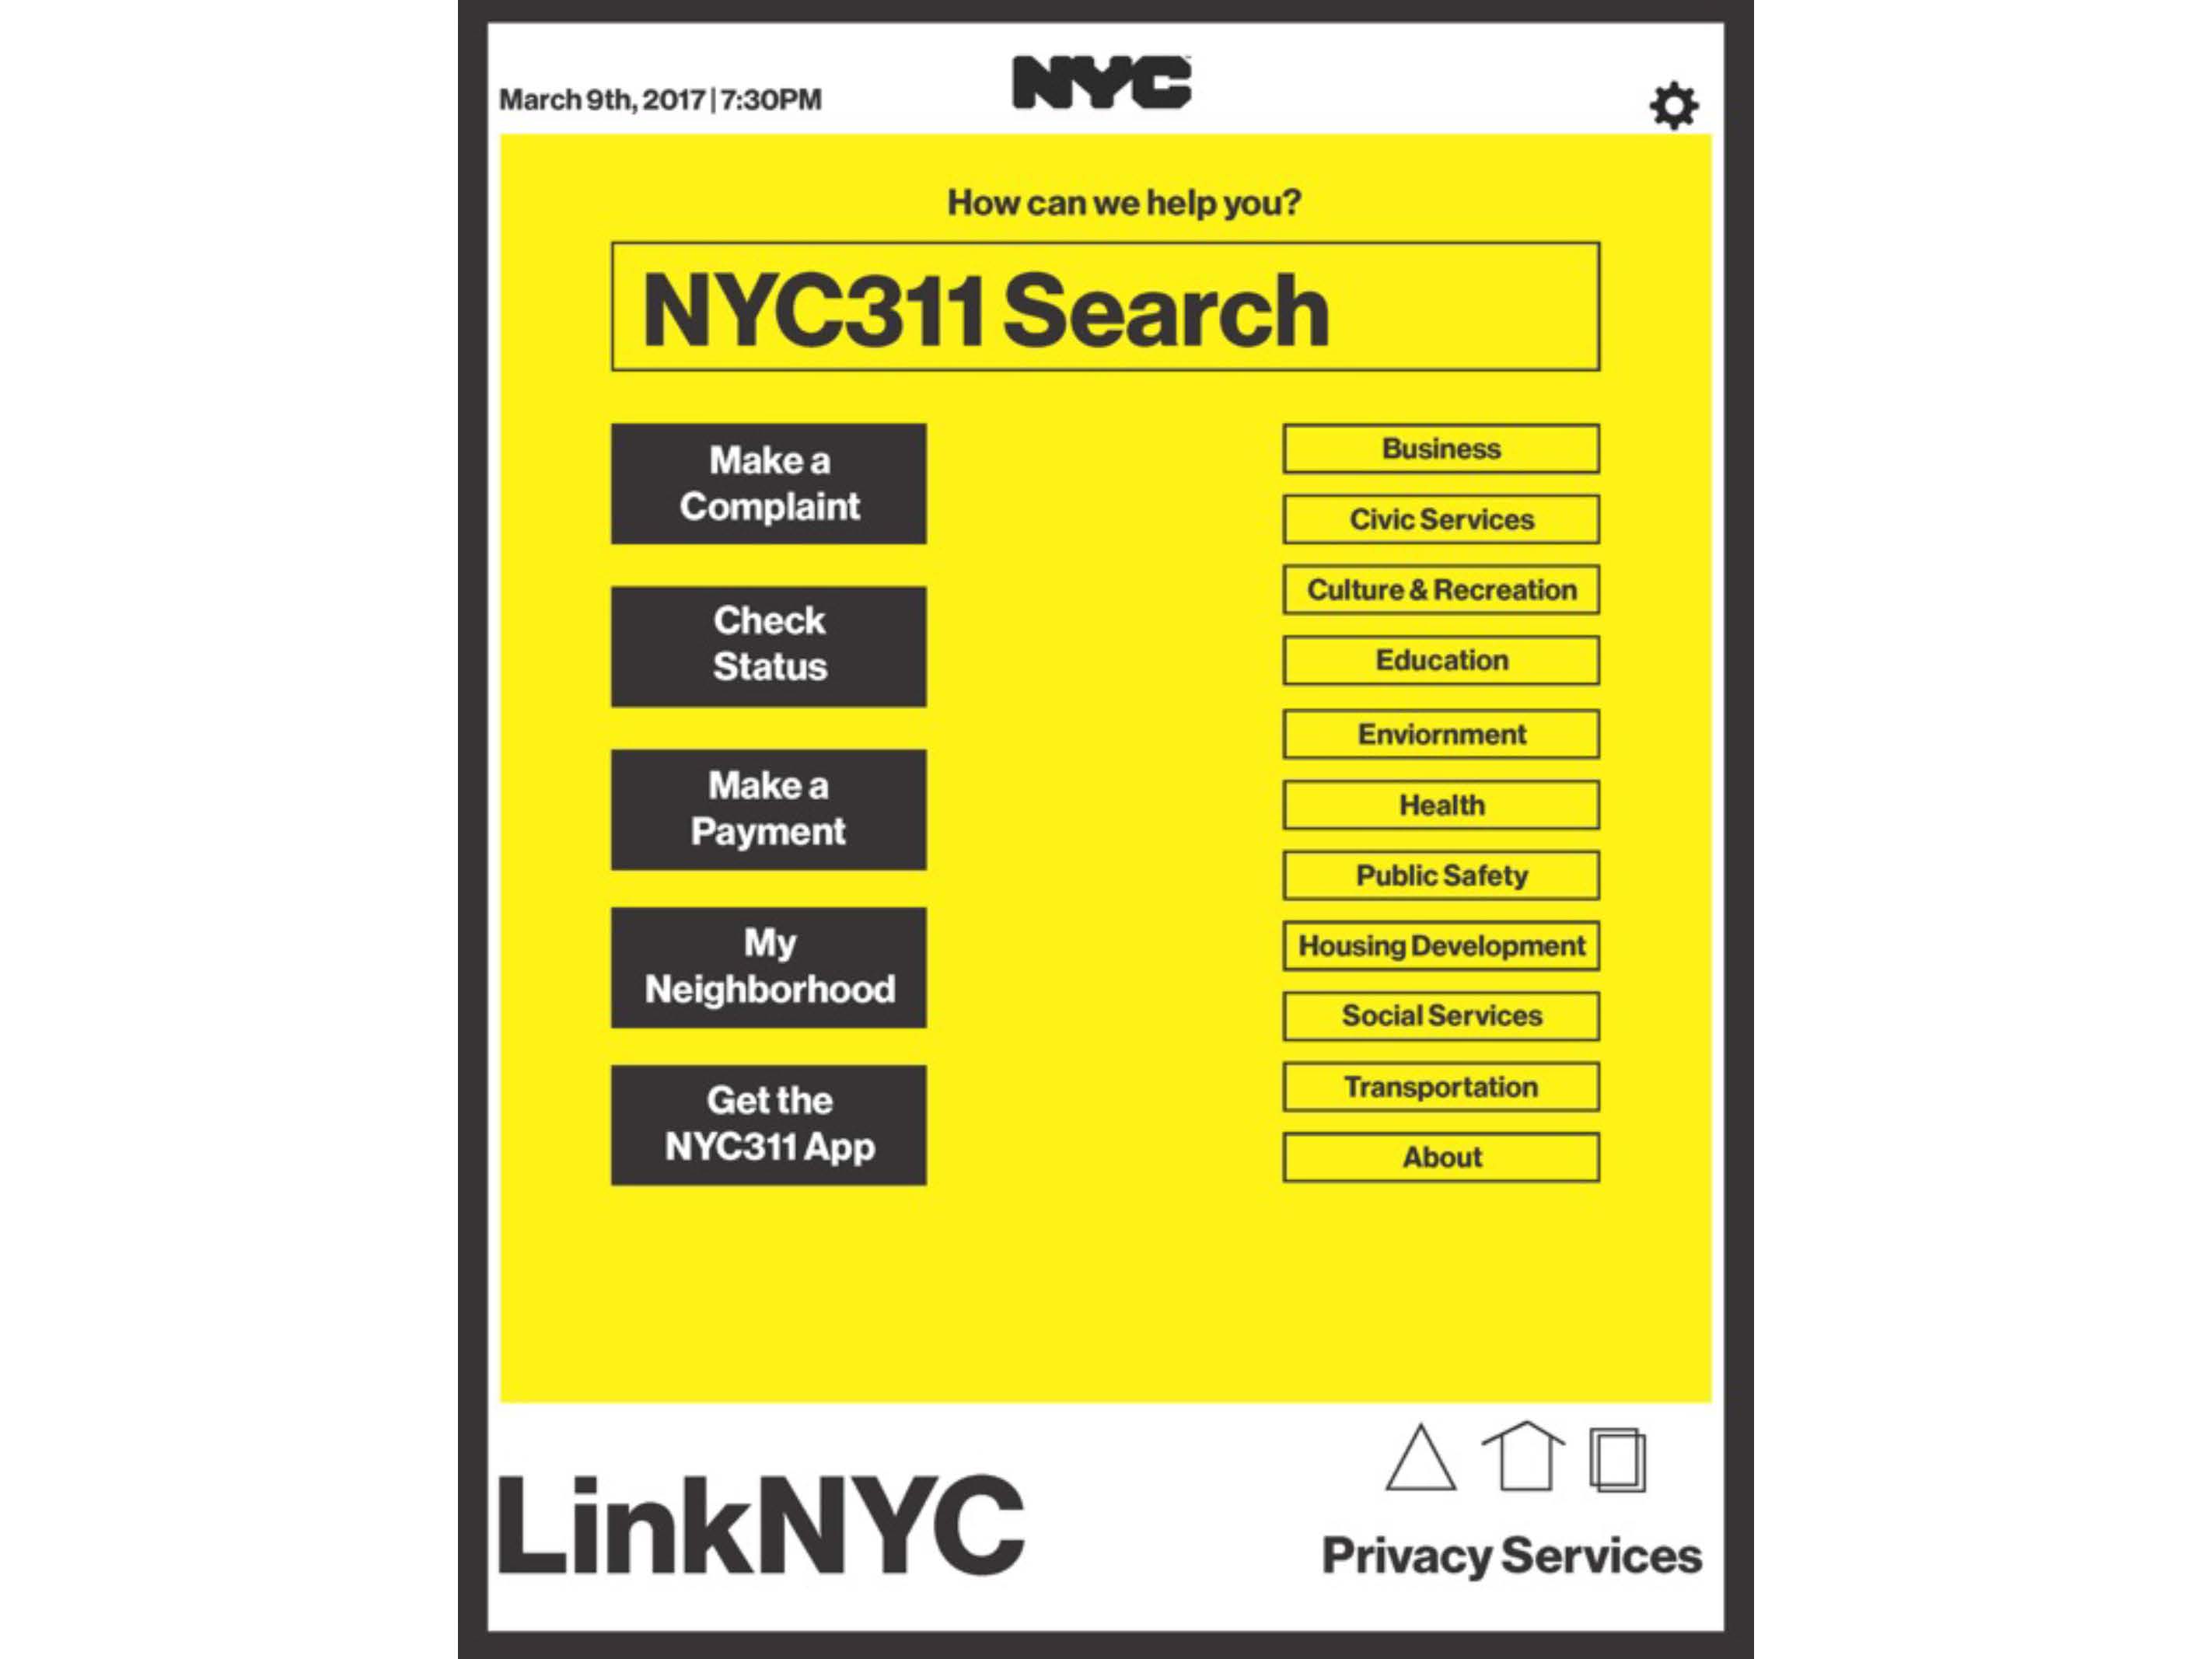 March 9th, 2017 | 7:30PM
NYC
How can we help you?
NYC311 Search
Make a
Complaint
Check
Status
Make a
Payment
My
Neighborhood
Get the
NYC311 App
Business
Civic Services
Culture & Recreation
Education
Enviornment
Health
Public Safety
Housing Development
Social Services
Transportation
About
LinkNYC
Privacy Services